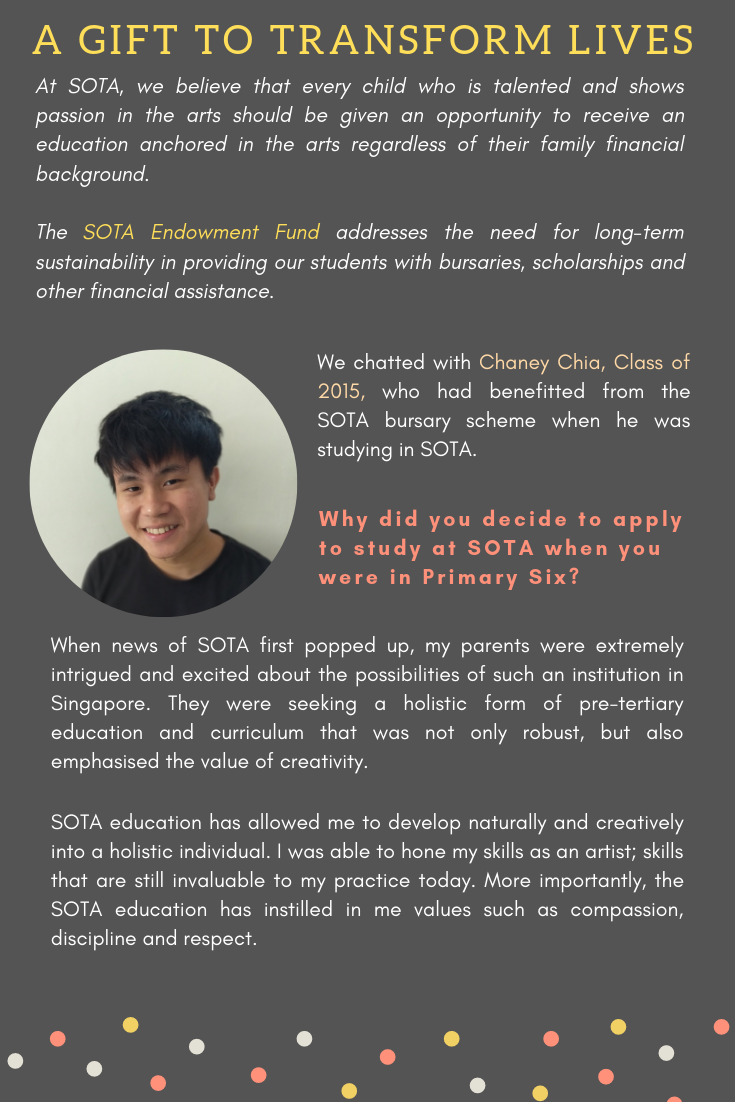 A GIFT TO TRANSFORM LIVES
At SOTA, we believe that every child who is talented and shows
passion in the arts should be given an opportunity to receive an
education anchored in the arts regardless of their family financial
background.
The SOTA Endowment Fund addresses the need for long-term
sustainability in providing our students with bursaries, scholarships and
other financial assistance.
We chatted with Chaney Chia, Class of
2015, who had benefitted from the
SOTA bursary scheme when he was
studying in SOTA.
Why did you decide to apply
to study at SOTA when you
were in Primary Six?
When news of SOTA first popped up, my parents were extremely
intrigued and excited about the possibilities of such an institution in
Singapore. They were seeking a holistic form of pre-tertiary
education and curriculum that was not only robust, but also
emphasised the value of creativity.
SOTA education has allowed me to develop naturally and creatively
into a holistic individual. I was able to hone my skills as an artist; skills
that are still invaluable to my practice today. More importantly, the
SOTA education has instilled in me values such as compassion,
discipline and respect.